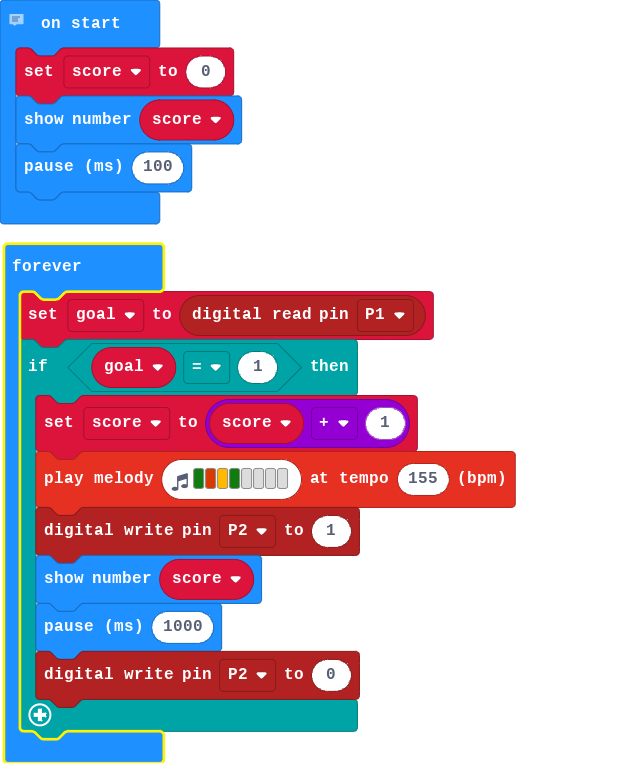 on start
set score to 0
show number score
pause (ms) 100
forever
set goal to digital read pin P1
if goal = 1 then
set score to score + 1
play melody at tempo 155 (bpm)
digital write pin P2 to 1
show number score
pause (ms) 1000
digital write pin P2 to 0